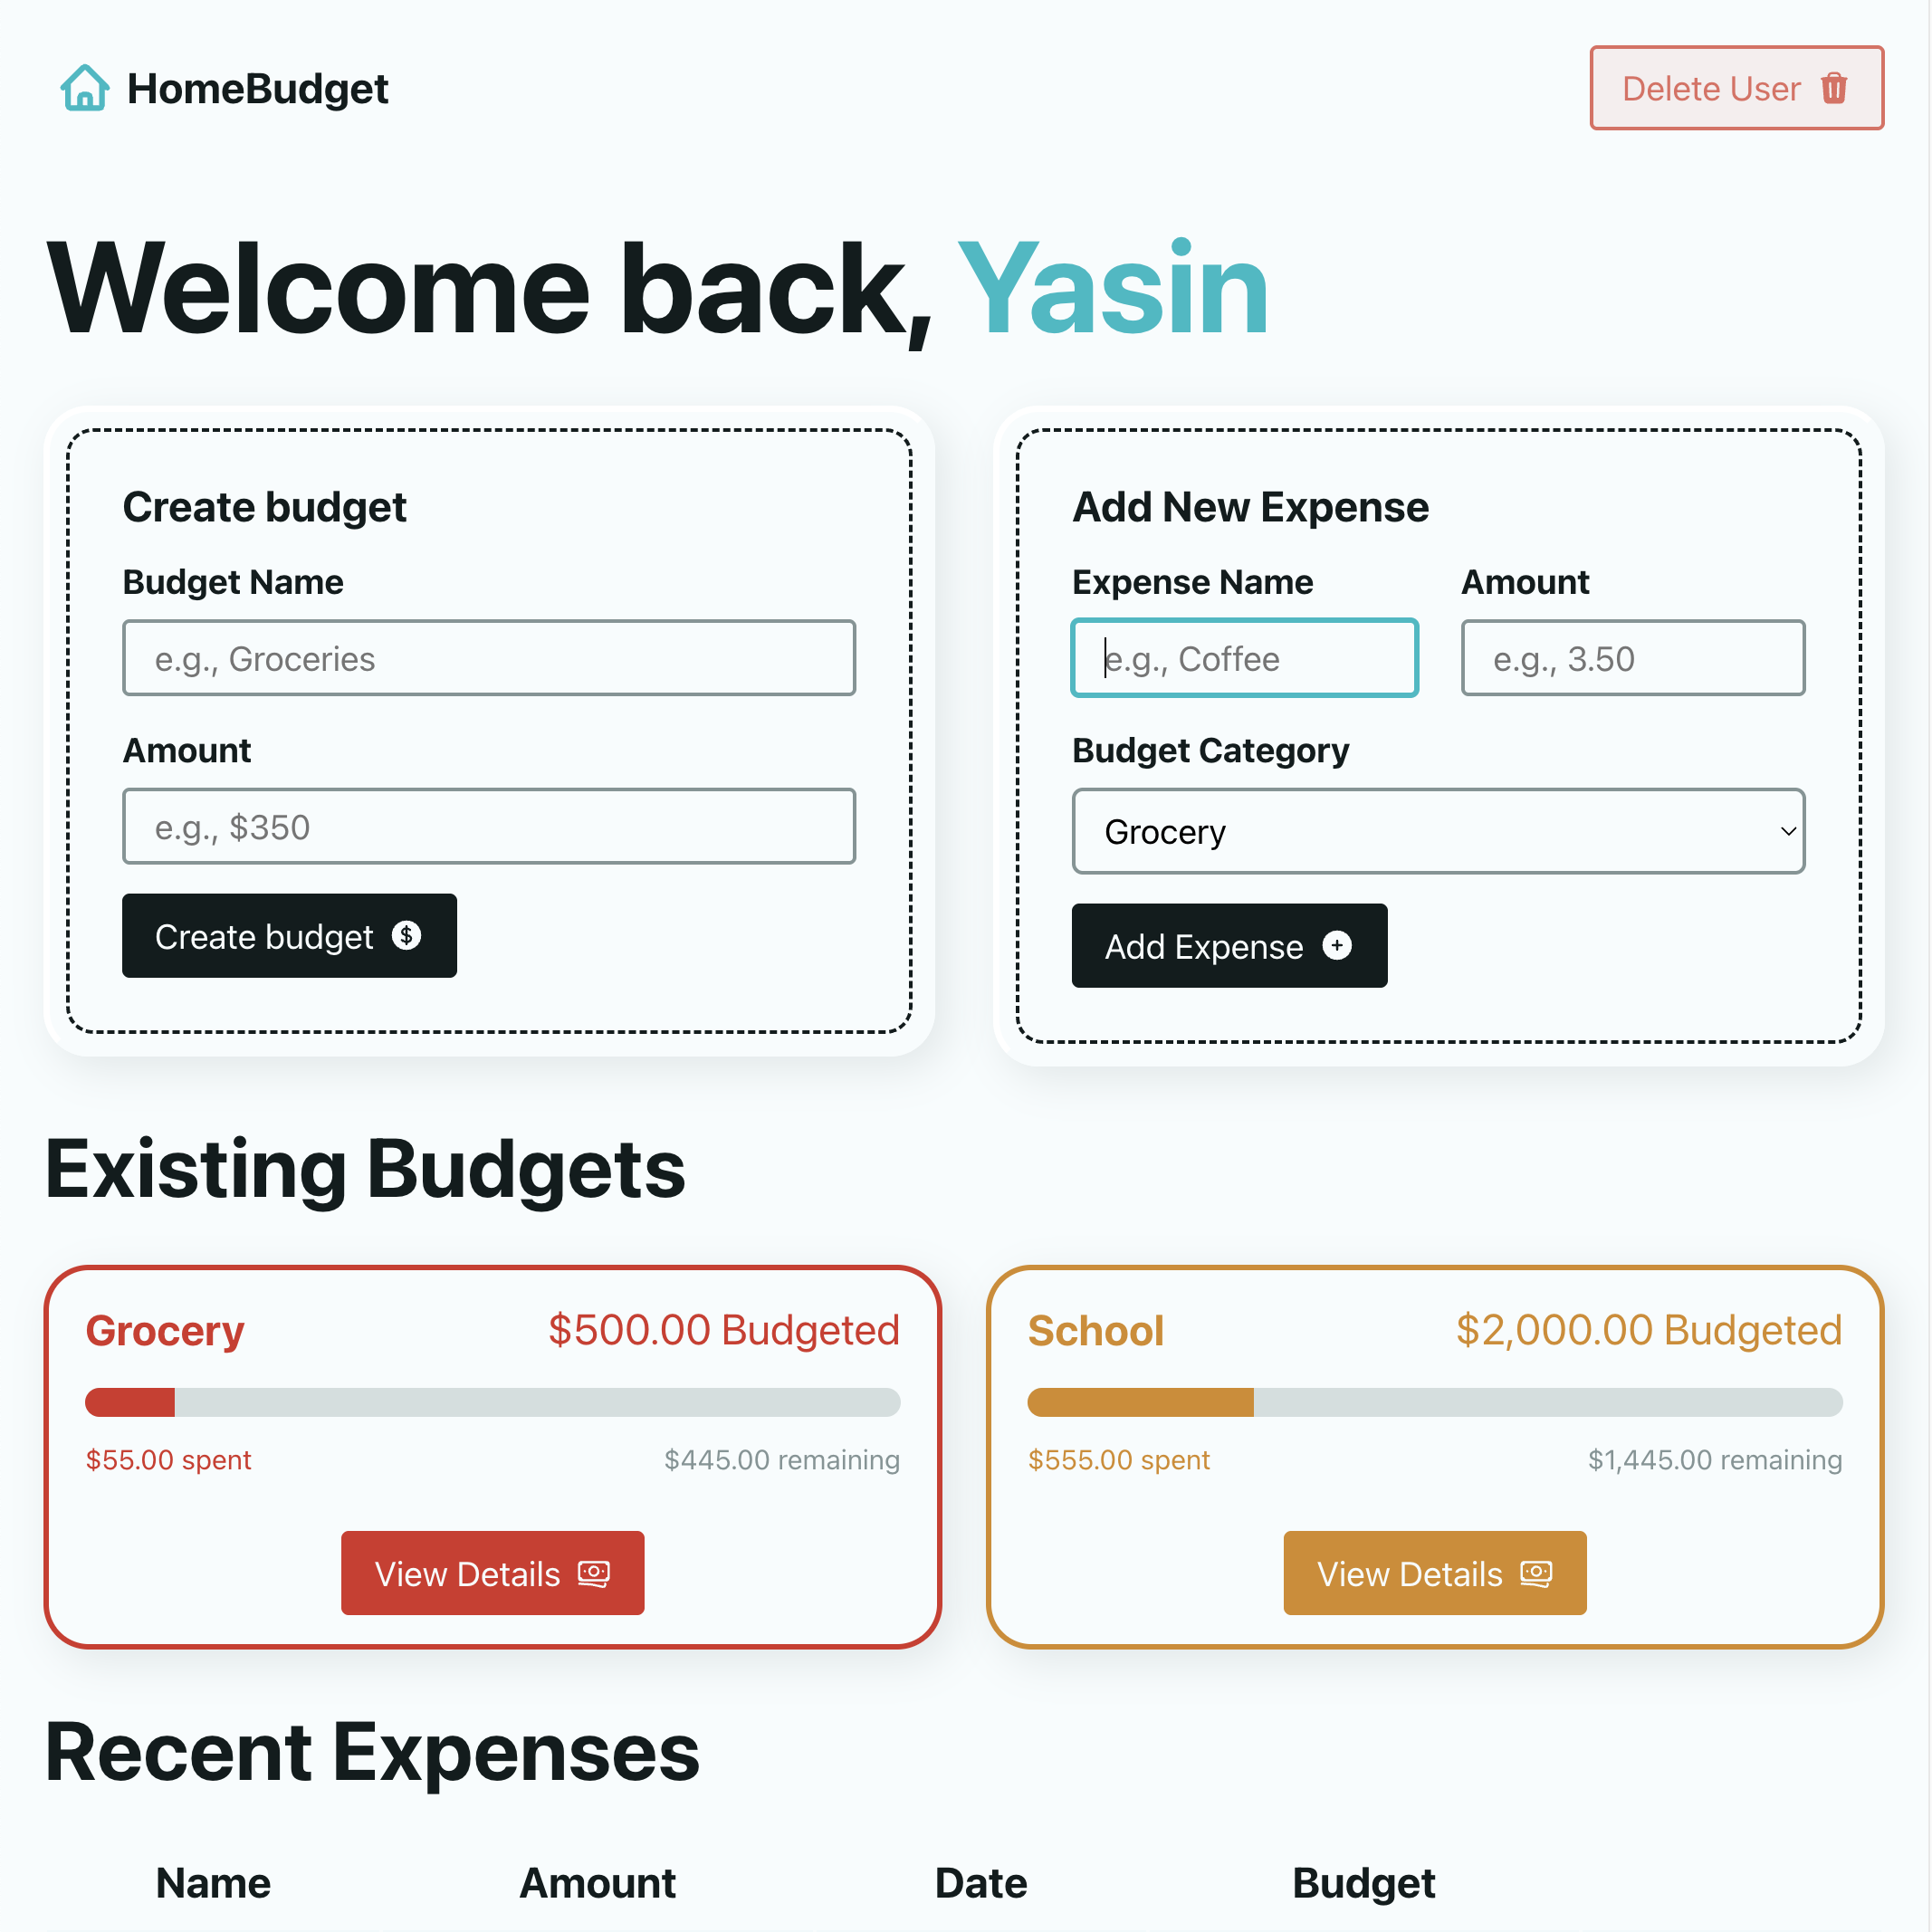 HomeBudget
Delete User
Welcome back, Yasin
Create budget
Budget Name
e.g., Groceries
Amount
e.g., $350
Create budget
Add New Expense
Expense Name Amount
e.g., Coffee e.g., 3.50
Budget Category
Grocery
Add Expense
Existing Budgets
Grocery $500.00 Budgeted
$55.00 spent $445.00 remaining
View Details
School $2,000.00 Budgeted
$555.00 spent $1,445.00 remaining
View Details
Recent Expenses
Name Amount Date Budget